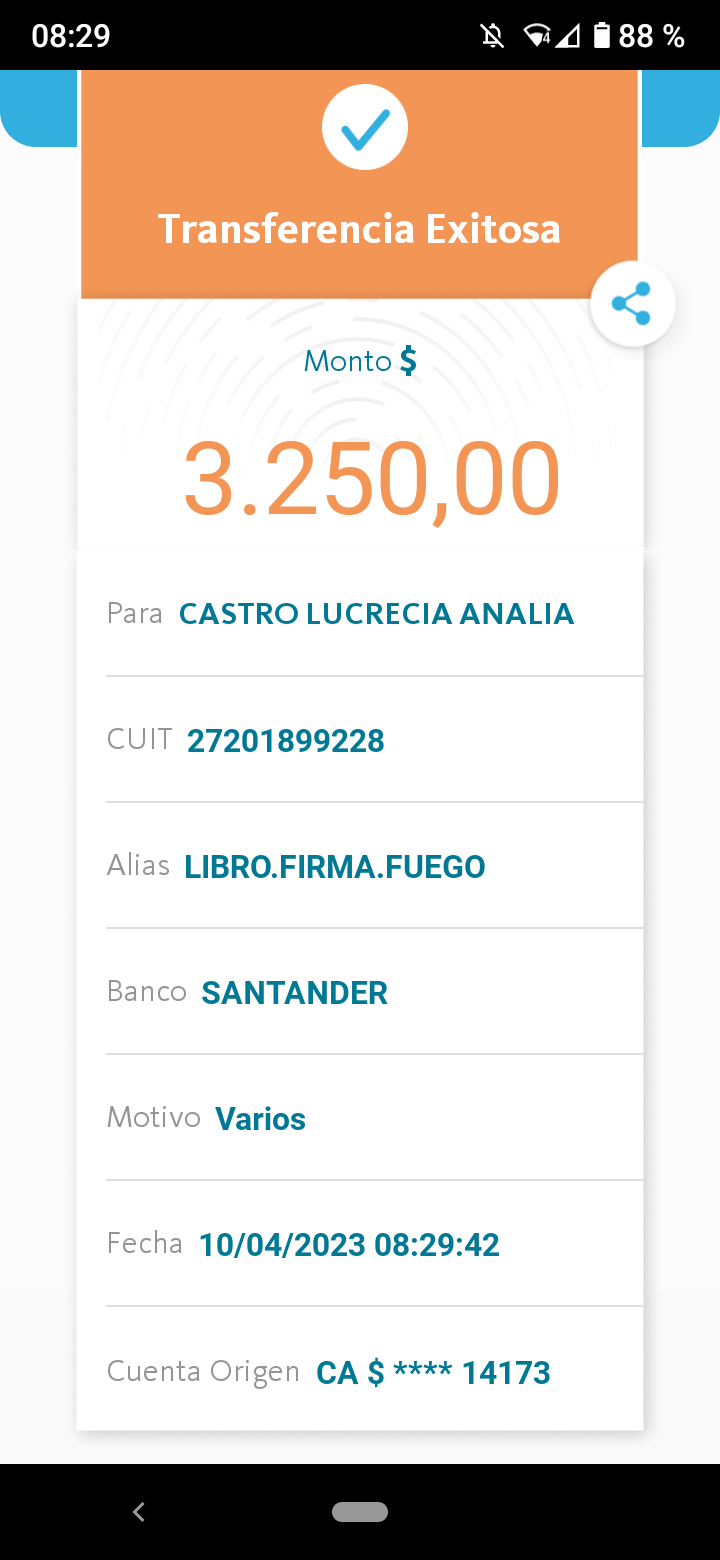 08:29
4 88 %
Transferencia Exitosa
Monto $
3.250,00
Para CASTRO LUCRECIA ANALIA
CUIT 27201899228
Alias LIBRO.FIRMA.FUEGO
Banco SANTANDER
Motivo Varios
Fecha 10/04/2023 08:29:42
Cuenta Origen CA $ **** 14173